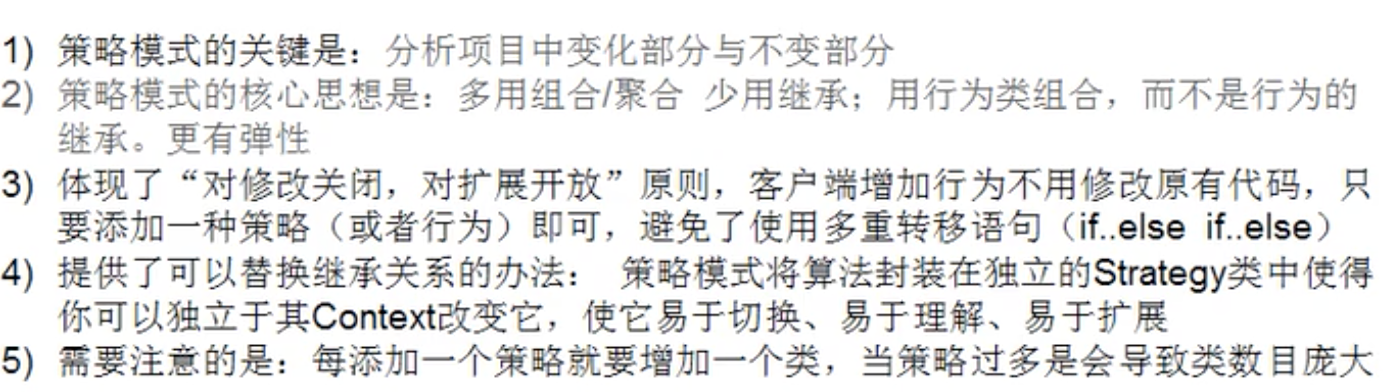 1) 策略模式的关键是：分析项目中变化部分与不变部分
2) 策略模式的核心思想是：多用组合/聚合 少用继承；用行为类组合，而不是行为的
继承。更有弹性
3) 体现了“对修改关闭，对扩展开放”原则，客户端增加行为不用修改原有代码，只
要添加一种策略（或者行为）即可，避免了使用多重转移语句（if..else if..else）
4) 提供了可以替换继承关系的办法： 策略模式将算法封装在独立的Strategy类中使得
你可以独立于其Context改变它，使它易于切换、易于理解、易于扩展
5) 需要注意的是：每添加一个策略就要增加一个类，当策略过多是会导致类数目庞大